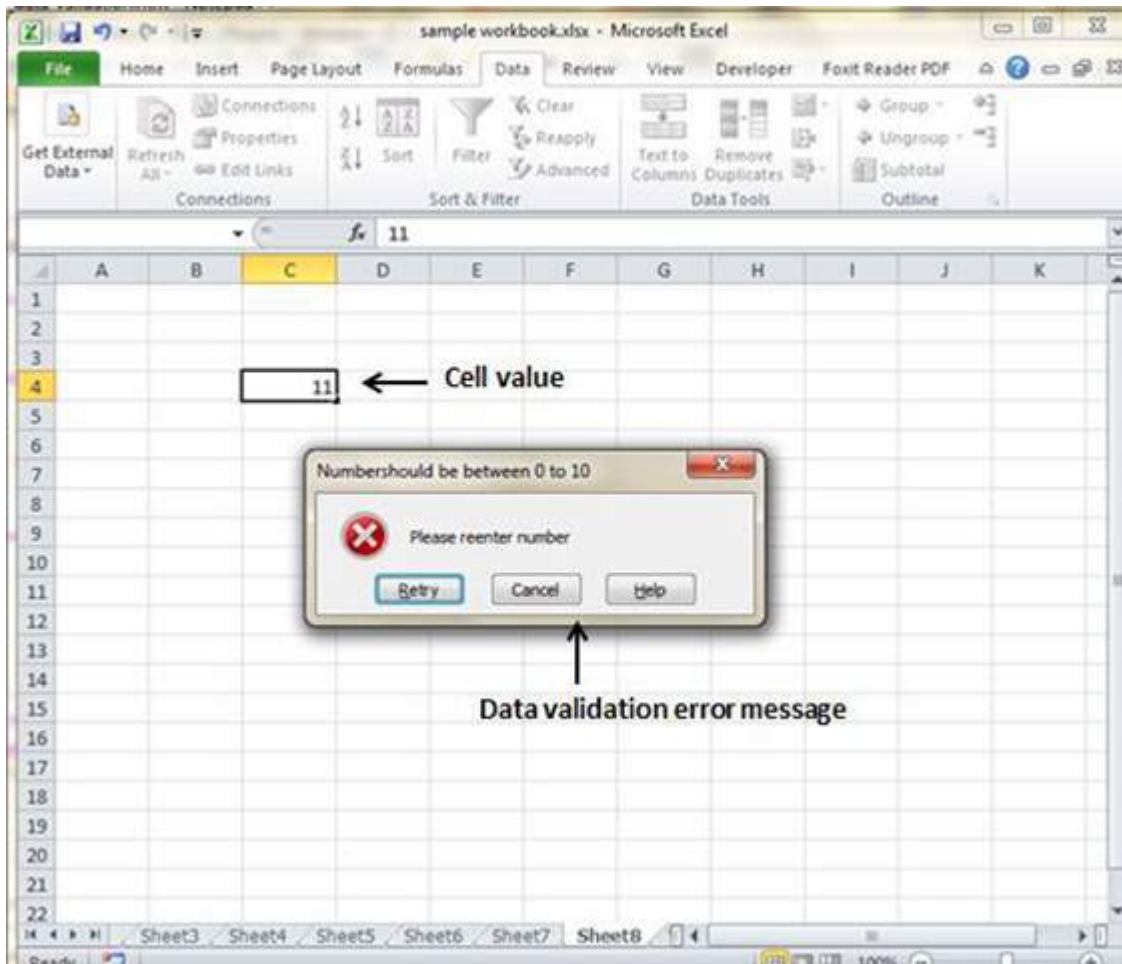 sample workbook.xlsx - Microsoft Excel
File Home Insert Page Layout Formulas Data Review View Developer Foxit Reader PDF
Get External Data
Refresh All
Connections
Properties
Edit Links
Connections
Sort
Filter
Clear
Reapply
Advanced
Sort & Filter
Text to Columns
Remove Duplicates
Data Tools
Group
Ungroup
Subtotal
Outline
fx 11
A B C D E F G H I J K
1
2
3
4 11 Cell value
5
6
7 Numbershould be between 0 to 10
8
9 Please reenter number
10
11 Retry Cancel Help
12
13
14
15 Data validation error message
16
17
18
19
20
21
22
Sheet3 Sheet4 Sheet5 Sheet6 Sheet7 Sheet8
Ready 100%